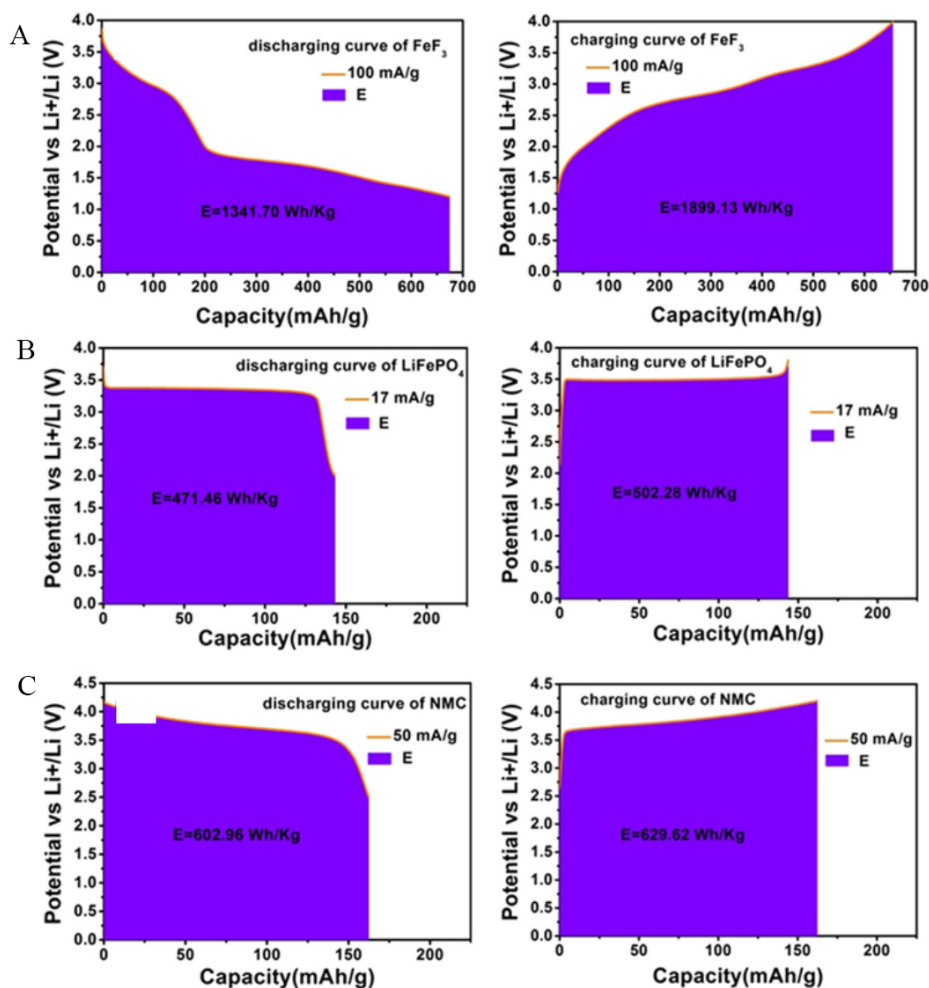 A
discharging curve of FeF3
100 mA/g
E
E=1341.70 Wh/Kg
Potential vs Li+/Li (V)
4.0
3.5
3.0
2.5
2.0
1.5
1.0
0.5
0.0
0 100 200 300 400 500 600 700
Capacity(mAh/g)
charging curve of FeF3
100 mA/g
E
E=1899.13 Wh/Kg
Potential vs Li+/Li (V)
4.0
3.5
3.0
2.5
2.0
1.5
1.0
0.5
0.0
0 100 200 300 400 500 600 700
Capacity(mAh/g)
B
discharging curve of LiFePO4
17 mA/g
E
E=471.46 Wh/Kg
Potential vs Li+/Li (V)
4.0
3.5
3.0
2.5
2.0
1.5
1.0
0.5
0.0
0 50 100 150 200
Capacity(mAh/g)
charging curve of LiFePO4
17 mA/g
E
E=502.28 Wh/Kg
Potential vs Li+/Li (V)
4.0
3.5
3.0
2.5
2.0
1.5
1.0
0.5
0.0
0 50 100 150 200
Capacity(mAh/g)
C
discharging curve of NMC
50 mA/g
E
E=602.96 Wh/Kg
Potential vs Li+/Li (V)
4.5
4.0
3.5
3.0
2.5
2.0
1.5
1.0
0.5
0.0
0 50 100 150 200
Capacity(mAh/g)
charging curve of NMC
50 mA/g
E
E=629.62 Wh/Kg
Potential vs Li+/Li (V)
4.5
4.0
3.5
3.0
2.5
2.0
1.5
1.0
0.5
0.0
0 50 100 150 200
Capacity(mAh/g)